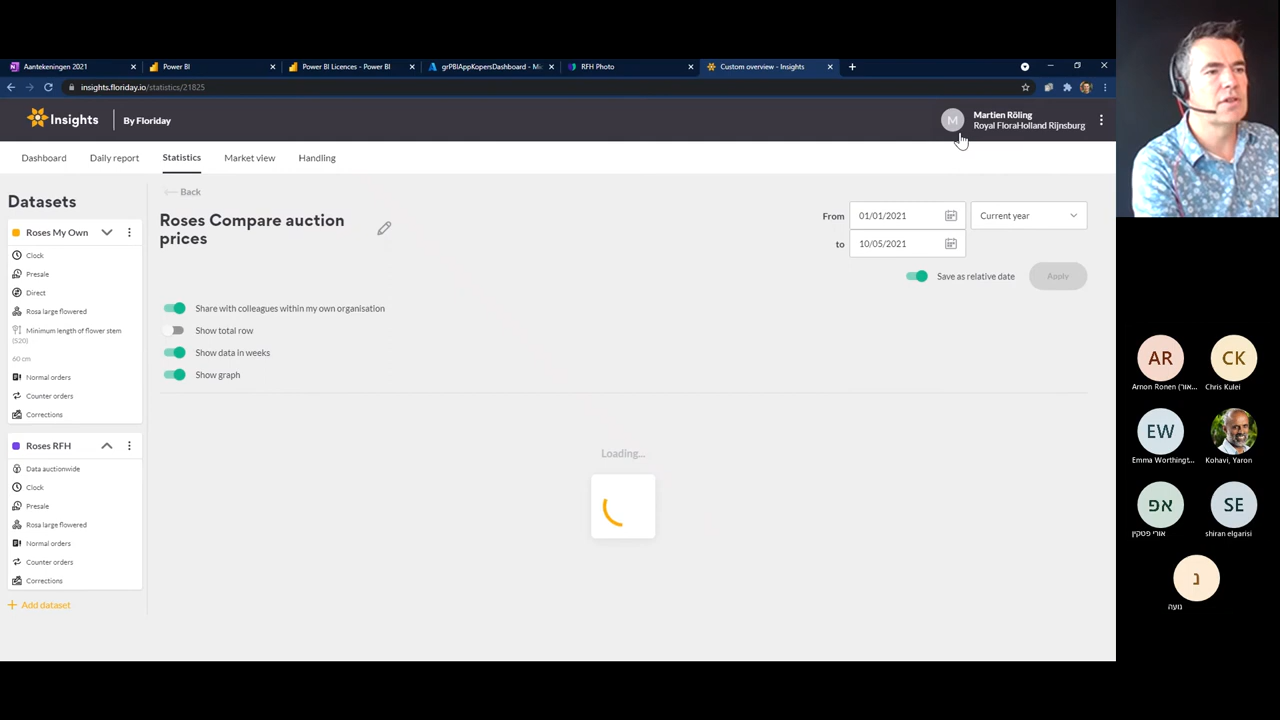 Aantekeningen 2021
Power BI
Power BI Licences - Power BI
grPBIAppKopersDashboard - Mi
RFH Photo
Custom overview - Insights
insights.floriday.io/statistics/21825
Insights
By Floriday
M
Martien Röling
Royal FloraHolland Rijnsburg
Dashboard
Daily report
Statistics
Market view
Handling
Datasets
Roses My Own
Clock
Presale
Direct
Rosa large flowered
Minimum length of flower stem
(S20)
60 cm
Normal orders
Counter orders
Corrections
Roses RFH
Data auctionwide
Clock
Presale
Rosa large flowered
Normal orders
Counter orders
Corrections
Add dataset
Back
Roses Compare auction
prices
From
01/01/2021
Current year
to
10/05/2021
Save as relative date
Apply
Share with colleagues within my own organisation
Show total row
Show data in weeks
Show graph
Loading...
AR
Arnon Ronen (אור...
CK
Chris Kulei
EW
Emma Worthingt...
Kohavi, Yaron
אפ
אורי פטקין
SE
shiran elgarisi
נ
נועה